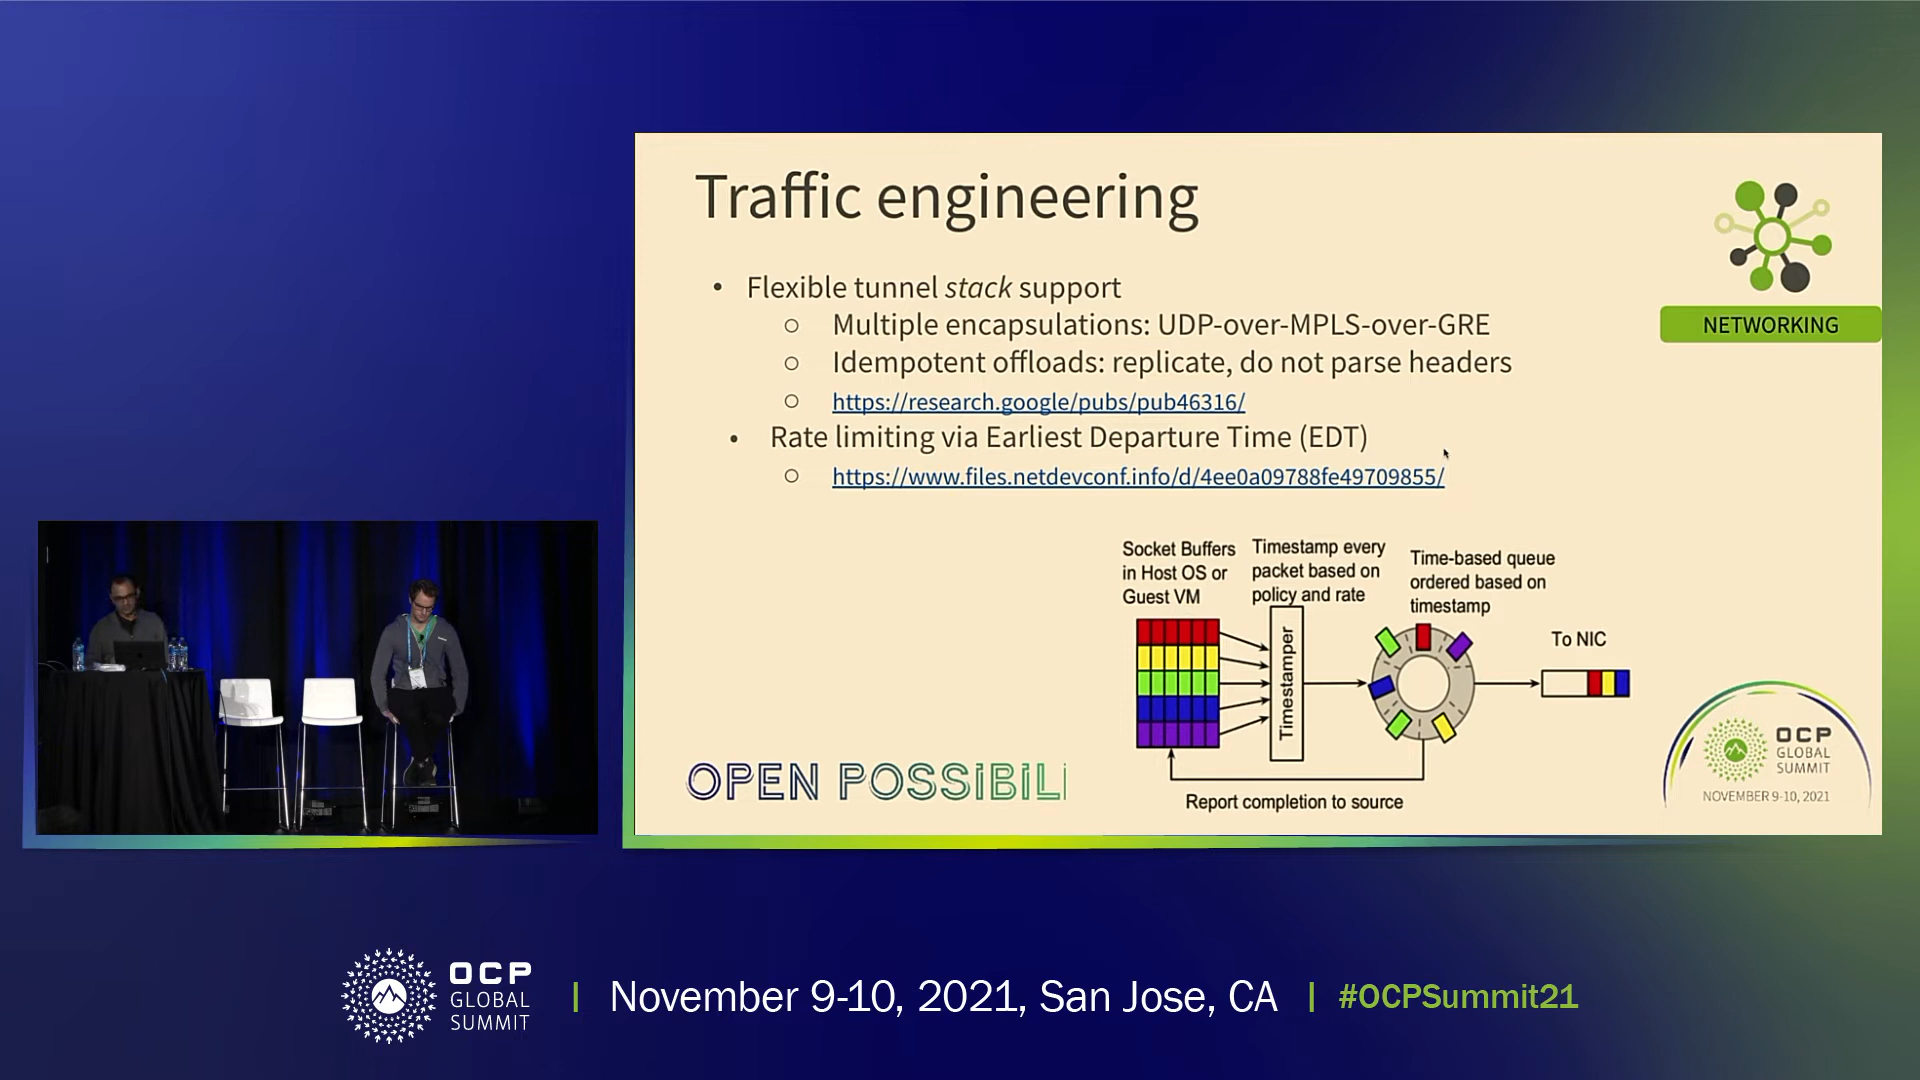 Traffic engineering
• Flexible tunnel stack support
○ Multiple encapsulations: UDP-over-MPLS-over-GRE
○ Idempotent offloads: replicate, do not parse headers
○ https://research.google/pubs/pub46316/
• Rate limiting via Earliest Departure Time (EDT)
○ https://www.files.netdevconf.info/d/4ee0a09788fe49709855/
NETWORKING
Socket Buffers
in Host OS or
Guest VM
Timestamp every
packet based on
policy and rate
Time-based queue
ordered based on
timestamp
Timestamper
To NIC
Report completion to source
OPEN POSSIBILI
OCP
GLOBAL
SUMMIT
NOVEMBER 9-10, 2021
OCP
GLOBAL
SUMMIT
| November 9-10, 2021, San Jose, CA | #OCPSummit21